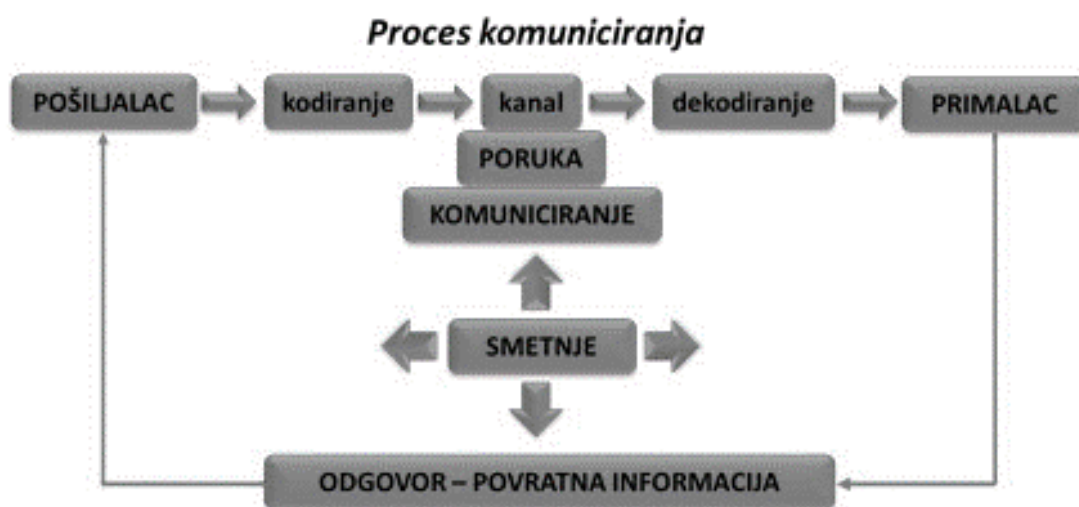 Proces komuniciranja
POŠILJALAC
kodiranje
kanal
dekodiranje
PRIMALAC
PORUKA
KOMUNICIRANJE
SMETNJE
ODGOVOR – POVRATNA INFORMACIJA